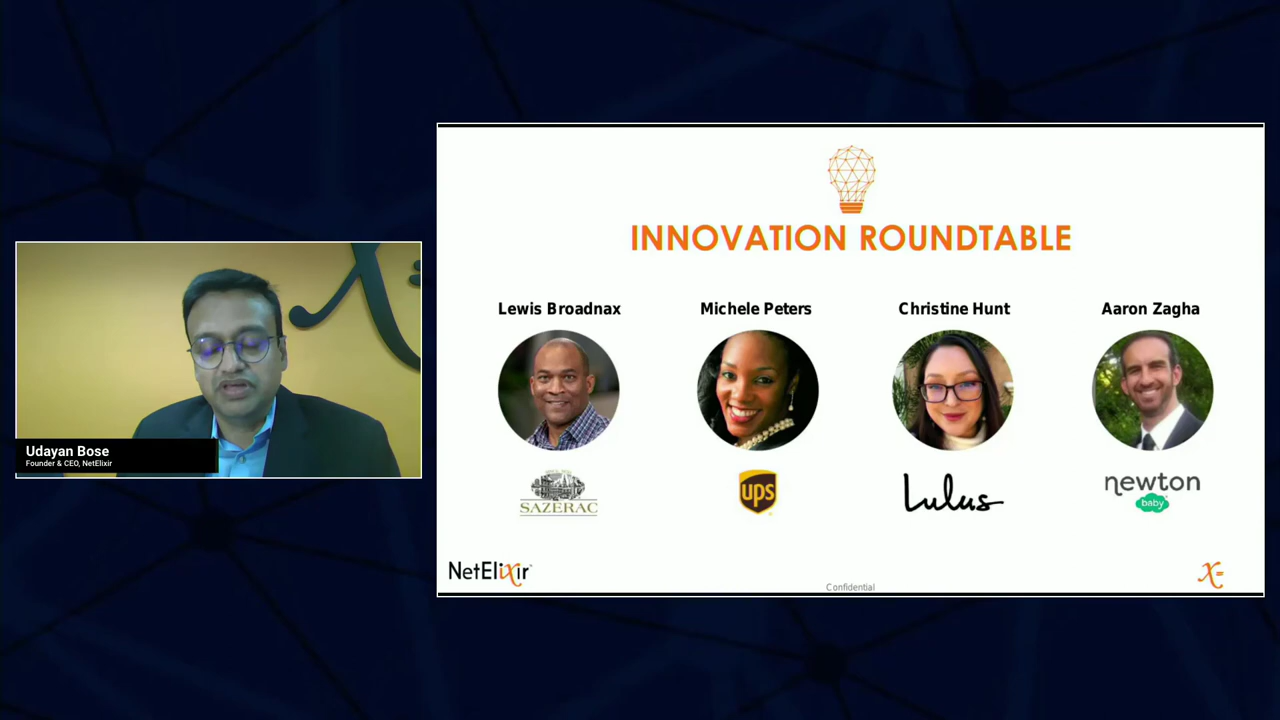 Udayan Bose
Founder & CEO, NetElixir
INNOVATION ROUNDTABLE
Lewis Broadnax
Michele Peters
Christine Hunt
Aaron Zagha
SAZERAC
ups
Lulus
newton
baby
NetElixir
Confidential
X=